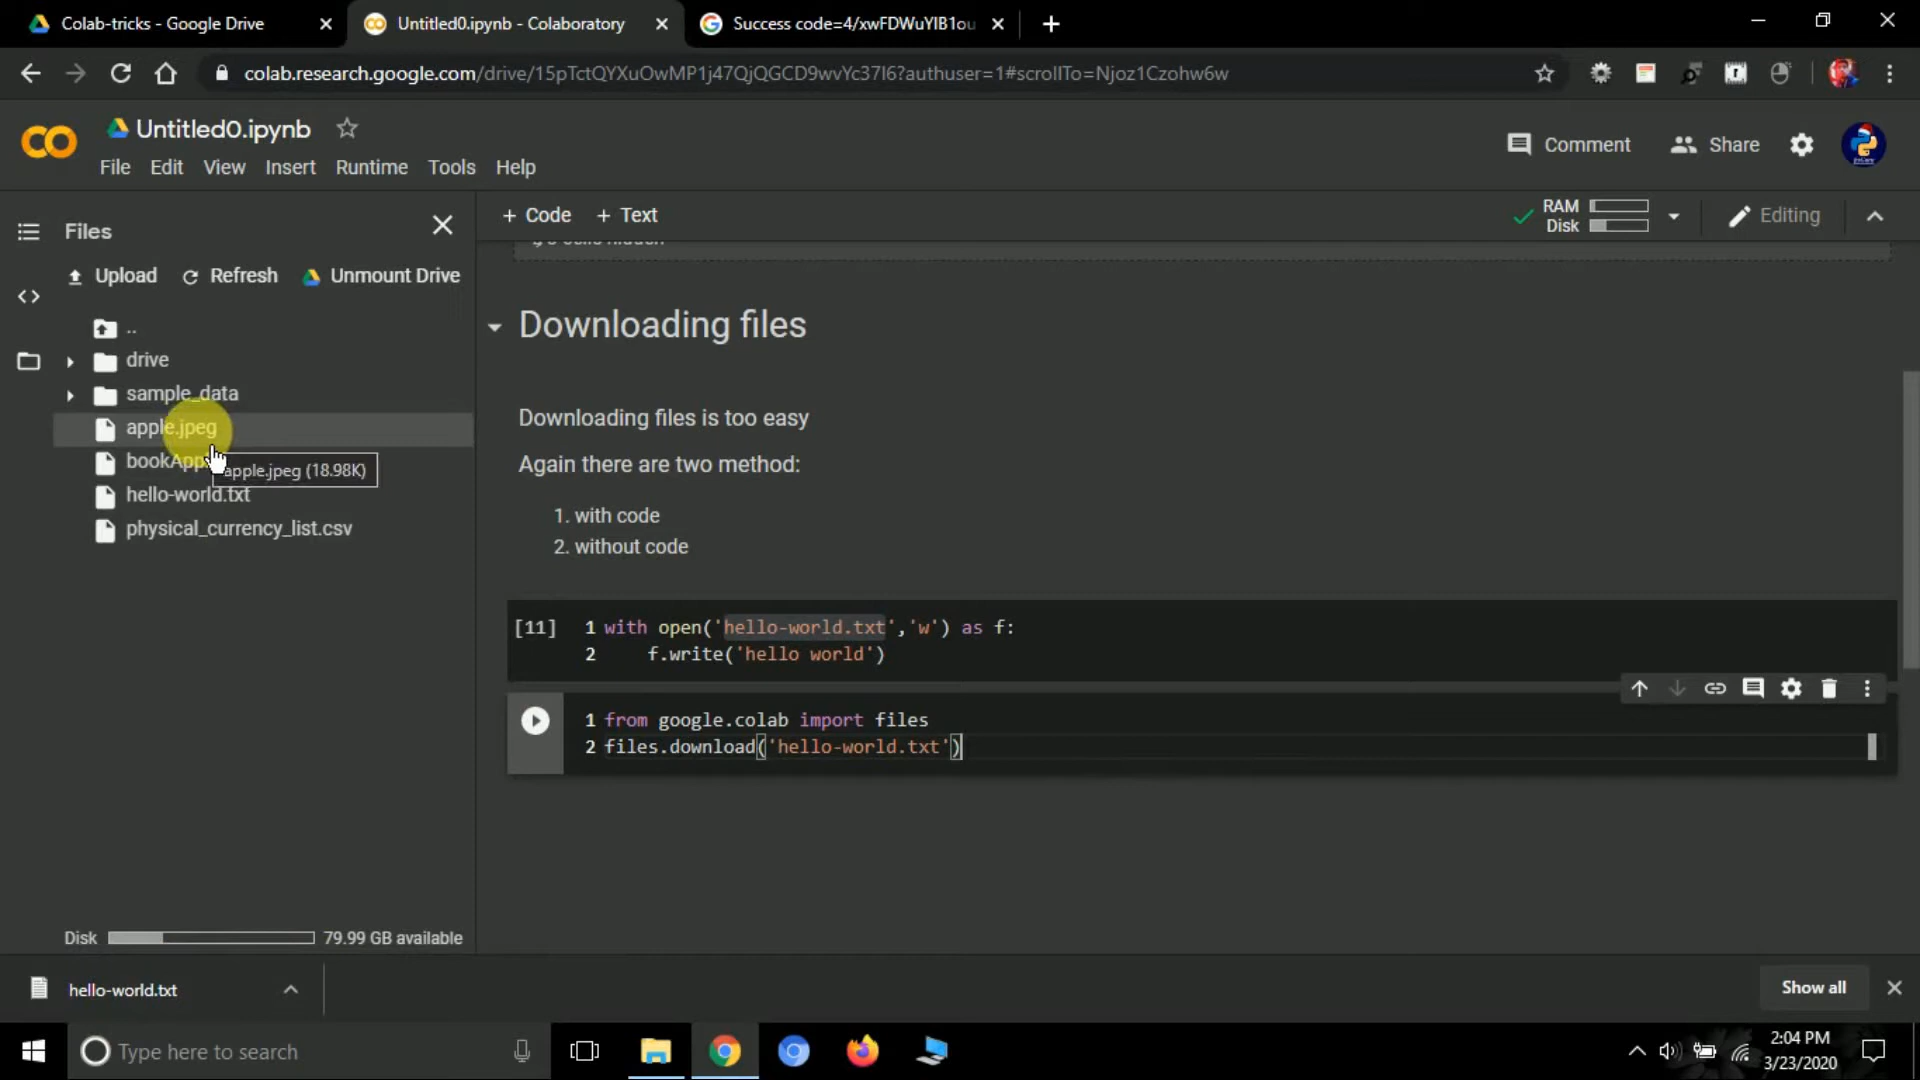 Colab-tricks - Google Drive
Untitled0.ipynb - Colaboratory
Success code=4/xwFDWuYlB1ou
colab.research.google.com/drive/15pTctQYXuOwMP1j47QjQGCD9wvYc37I6?authuser=1#scrollTo=Njoz1Czohw6w
Untitled0.ipynb
Comment
Share
File Edit View Insert Runtime Tools Help
Files
+ Code + Text
RAM
Disk
Editing
Upload Refresh Unmount Drive
..
drive
sample_data
apple.jpeg
bookApp
apple.jpeg (18.98K)
hello-world.txt
physical_currency_list.csv
Downloading files
Downloading files is too easy
Again there are two method:
1. with code
2. without code
[11] 1 with open('hello-world.txt','w') as f:
2 f.write('hello world')
1 from google.colab import files
2 files.download('hello-world.txt')
Disk 79.99 GB available
hello-world.txt
Show all
Type here to search
2:04 PM
3/23/2020